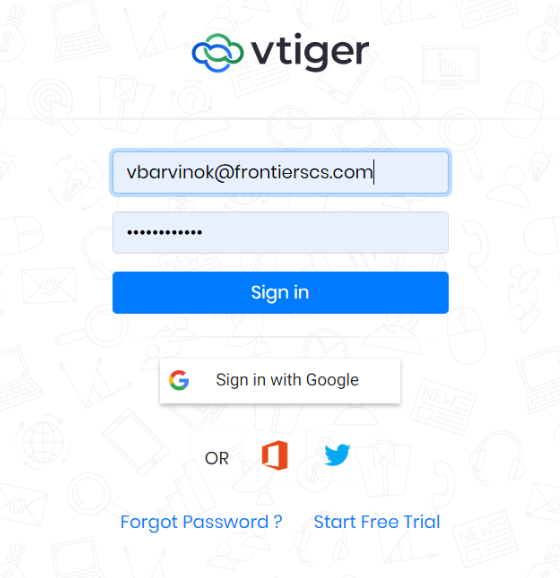 vtiger
vbarvinok@frontierscs.com
••••••••••••
Sign in
Sign in with Google
OR
Forgot Password ?
Start Free Trial